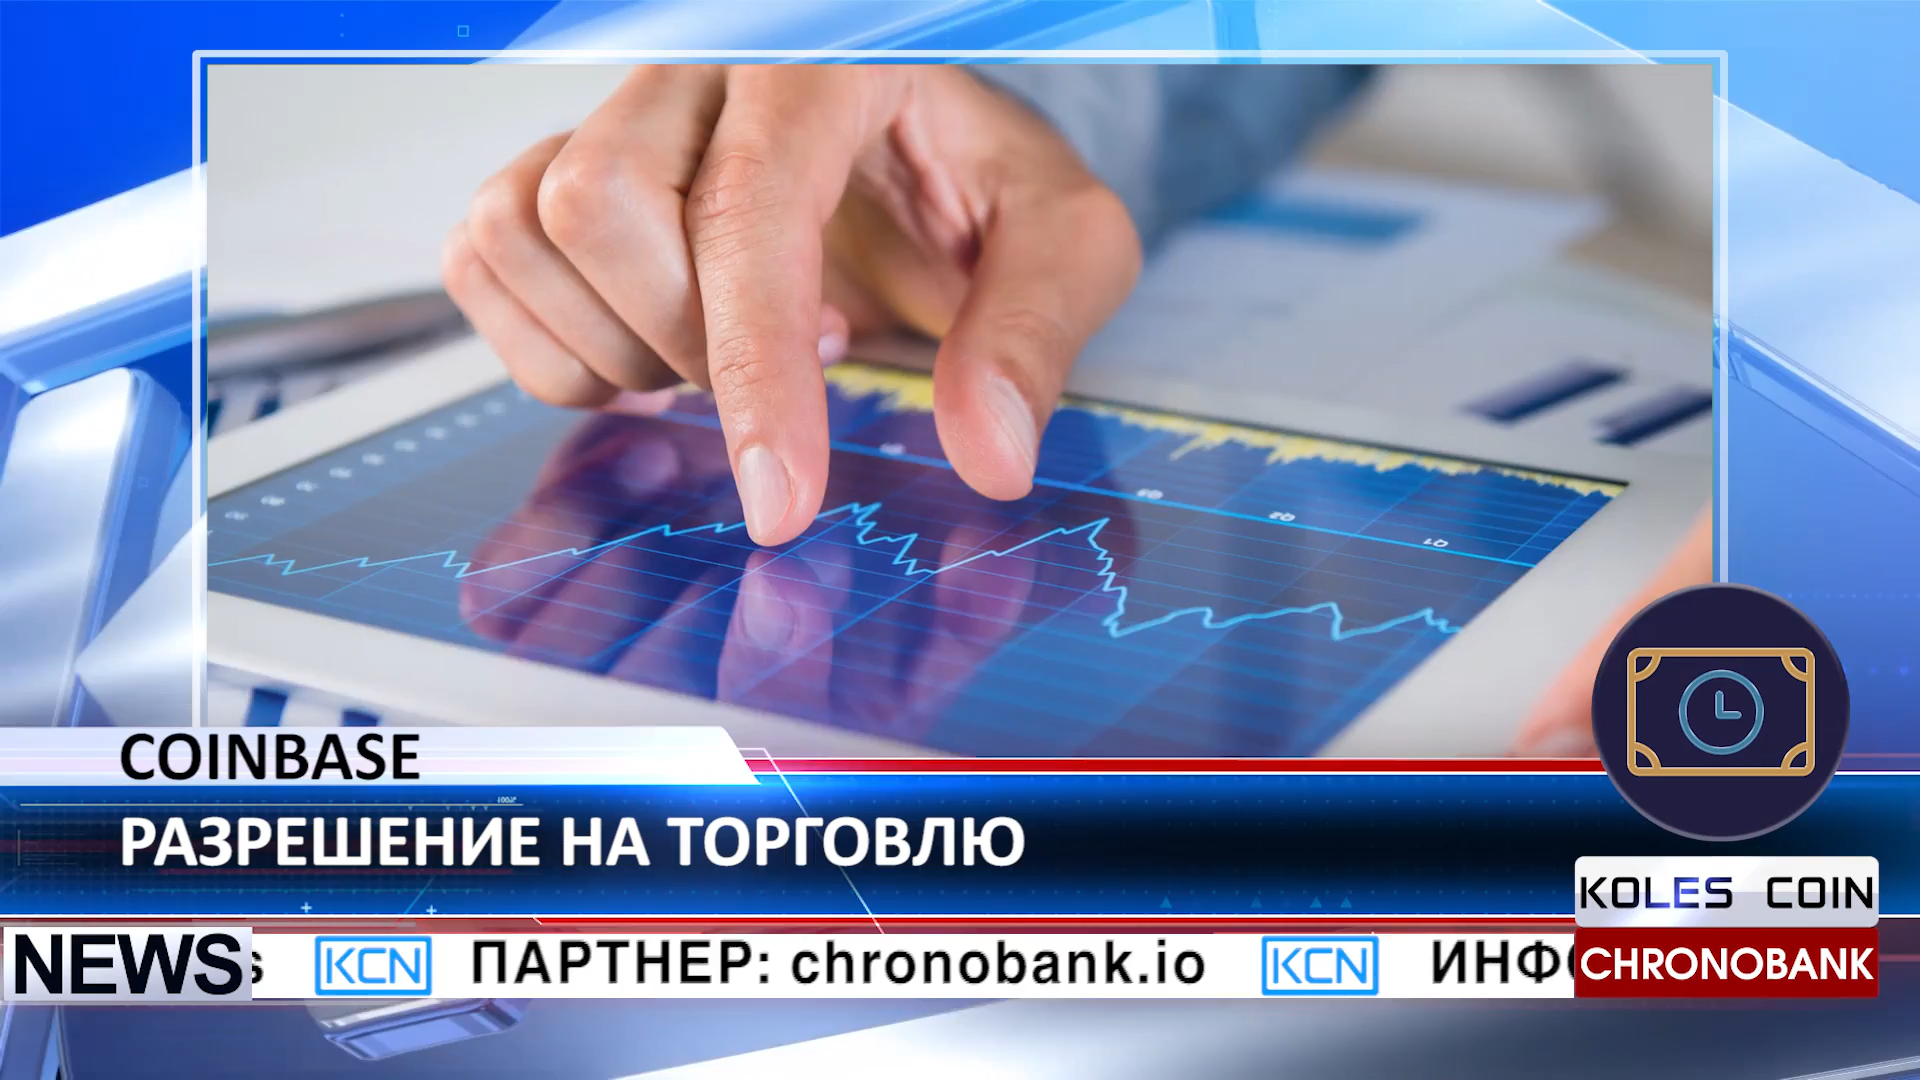 COINBASE
РАЗРЕШЕНИЕ НА ТОРГОВЛЮ
KOLES COIN
NEWS
KCN ПАРТНЕР: chronobank.io KCN
CHRONOBANK